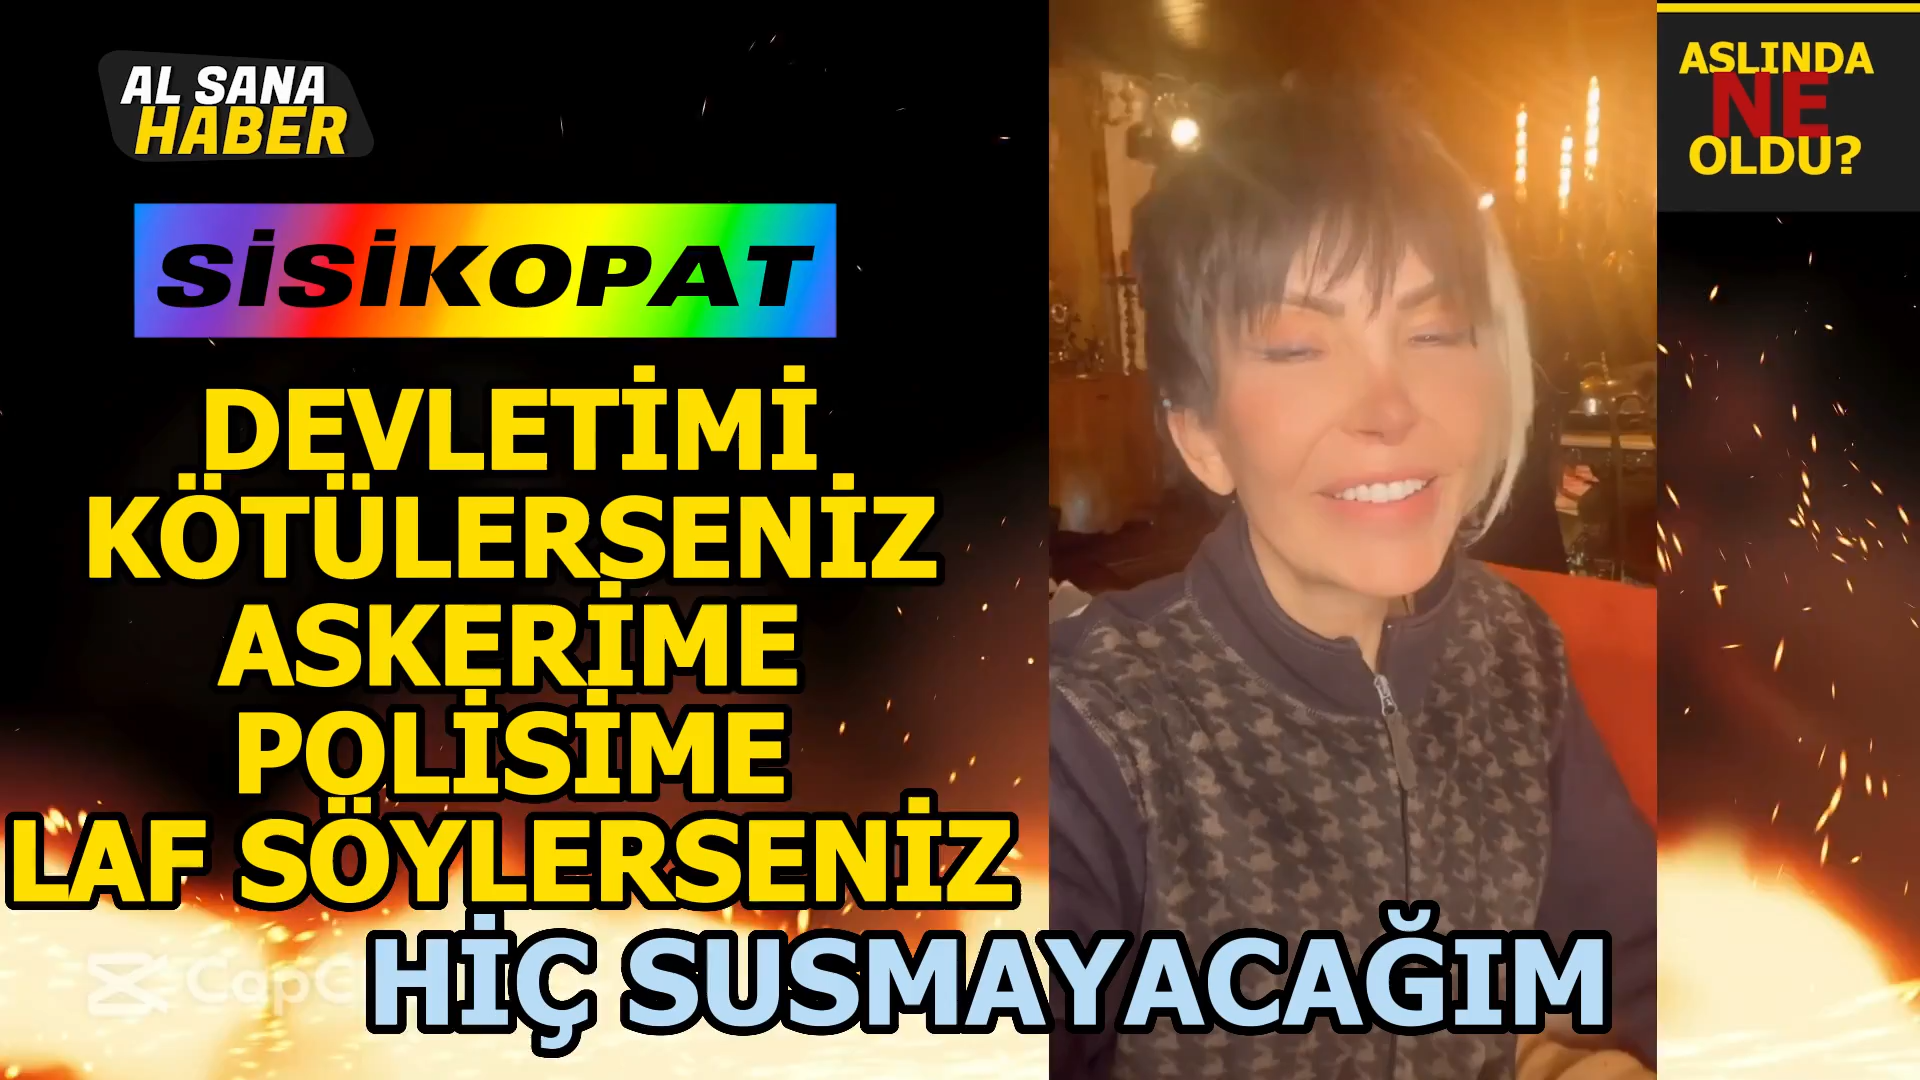 AL SANA
HABER
ASLINDA
NE
OLDU?
SİSİKOPAT
DEVLETİMİ
KÖTÜLERSENİZ
ASKERİME
POLİSİME
LAF SÖYLERSENİZ
HİÇ SUSMAYACAĞIM